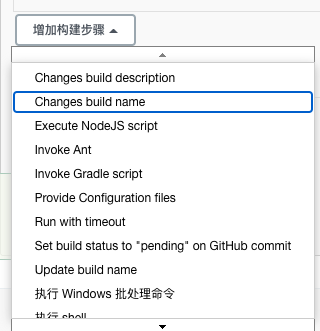 增加构建步骤
Changes build description
Changes build name
Execute NodeJS script
Invoke Ant
Invoke Gradle script
Provide Configuration files
Run with timeout
Set build status to "pending" on GitHub commit
Update build name
执行 Windows 批处理命令
执行 shell